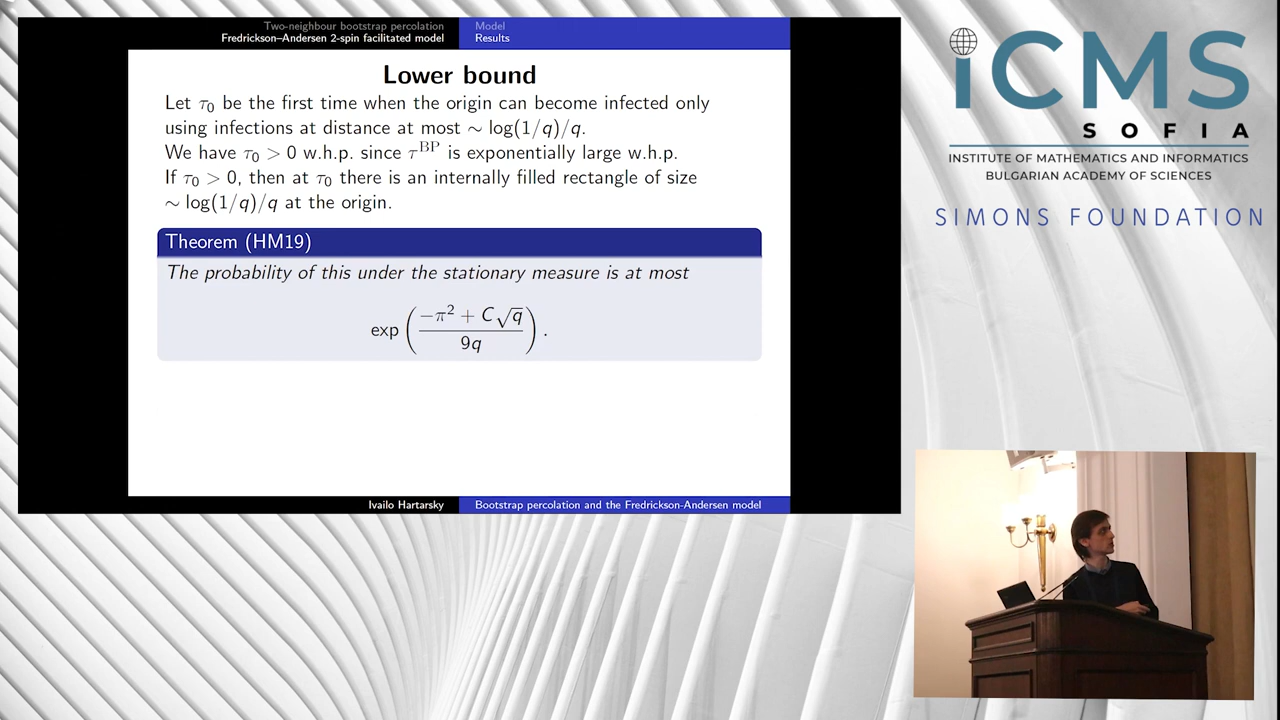 Two-neighbour bootstrap percolation
Fredrickson–Andersen 2-spin facilitated model
Model
Results
Lower bound
Let τ₀ be the first time when the origin can become infected only
using infections at distance at most ∼ log(1/q)/q.
We have τ₀ > 0 w.h.p. since τ^BP is exponentially large w.h.p.
If τ₀ > 0, then at τ₀ there is an internally filled rectangle of size
∼ log(1/q)/q at the origin.
Theorem (HM19)
The probability of this under the stationary measure is at most
exp((−π² + C√q)/(9q)).
Ivailo Hartarsky
Bootstrap percolation and the Fredrickson-Andersen model
iCMS
SOFIA
INSTITUTE OF MATHEMATICS AND INFORMATICS
BULGARIAN ACADEMY OF SCIENCES
SIMONS FOUNDATION